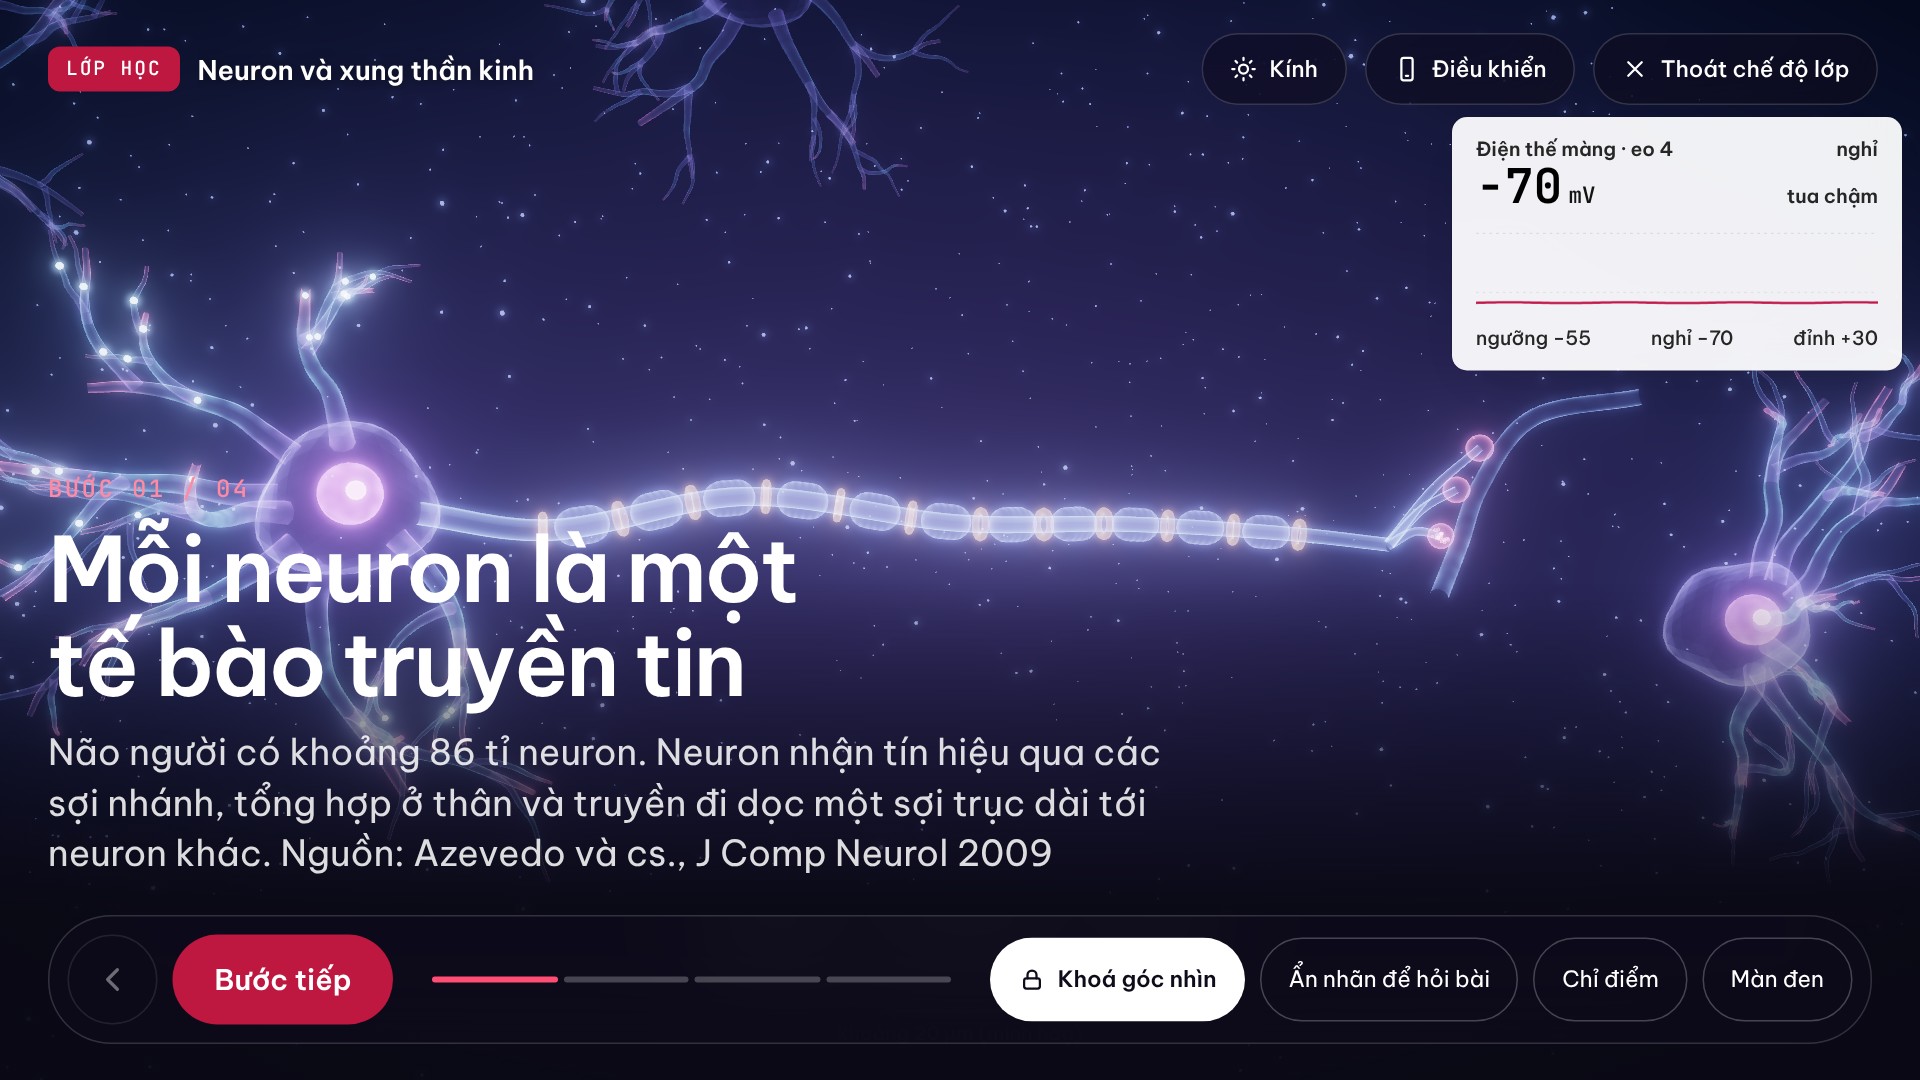 LỚP HỌC
Neuron và xung thần kinh
Kính
Điều khiển
Thoát chế độ lớp
Điện thế màng · eo 4
nghỉ
-70 mV
tua chậm
ngưỡng -55
nghỉ -70
đỉnh +30
BƯỚC 01 / 04
Mỗi neuron là một
tế bào truyền tin
Não người có khoảng 86 tỉ neuron. Neuron nhận tín hiệu qua các
sợi nhánh, tổng hợp ở thân và truyền đi dọc một sợi trục dài tới
neuron khác. Nguồn: Azevedo và cs., J Comp Neurol 2009
Bước tiếp
Khoá góc nhìn
Ẩn nhãn để hỏi bài
Chỉ điểm
Màn đen